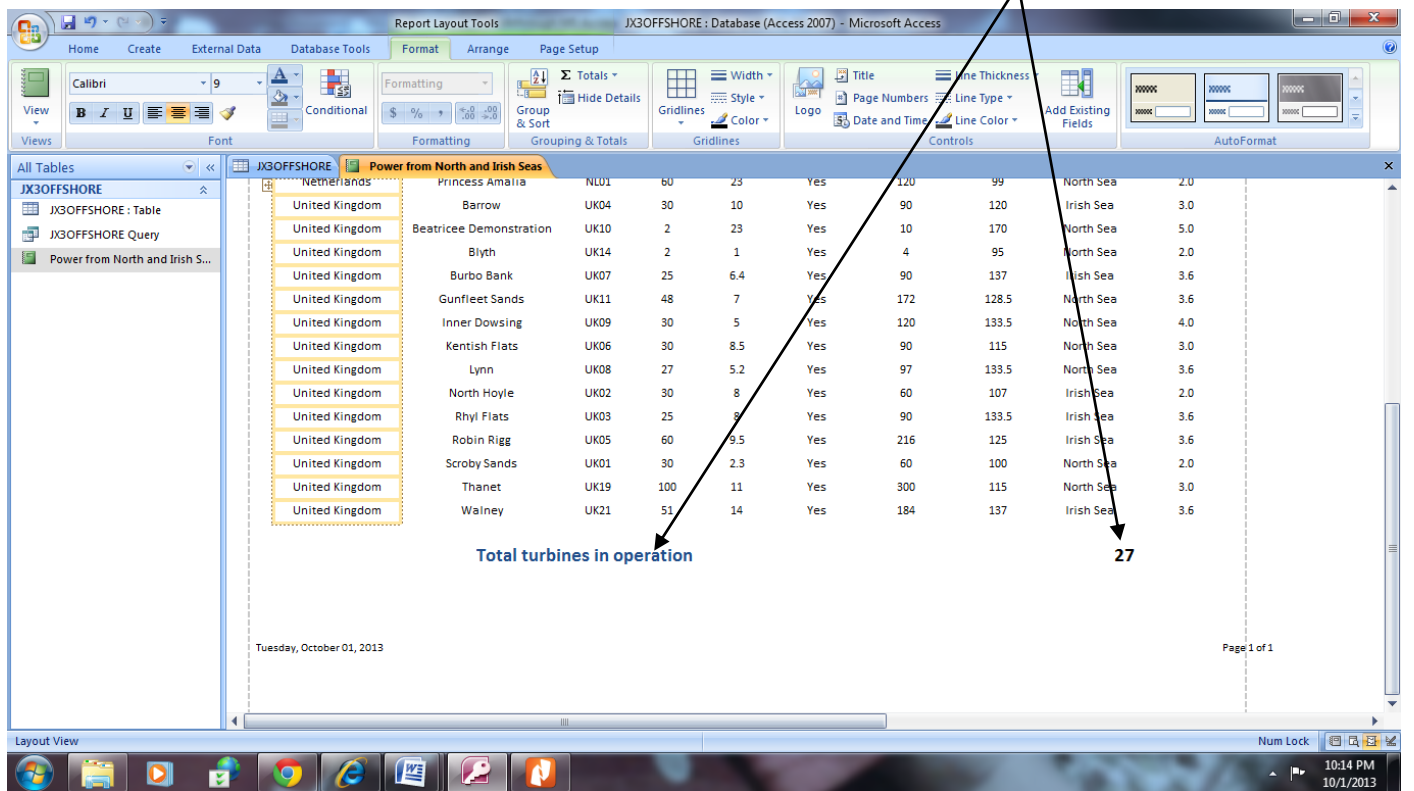 Report Layout Tools JX3OFFSHORE : Database (Access 2007) - Microsoft Access
Home Create External Data Database Tools Format Arrange Page Setup
View
Views
Calibri 9
B I U
Font
Conditional
Formatting
$ % ,
Formatting
Group & Sort
Σ Totals
Hide Details
Grouping & Totals
Gridlines
Width
Style
Color
Gridlines
Logo
Title
Page Numbers
Date and Time
Line Thickness
Line Type
Line Color
Controls
Add Existing Fields
AutoFormat
All Tables
JX3OFFSHORE
JX3OFFSHORE : Table
JX3OFFSHORE Query
Power from North and Irish S...
JX3OFFSHORE Power from North and Irish Seas
Netherlands Princess Amalia NL01 60 23 Yes 120 99 North Sea 2.0
United Kingdom Barrow UK04 30 10 Yes 90 120 Irish Sea 3.0
United Kingdom Beatricee Demonstration UK10 2 23 Yes 10 170 North Sea 5.0
United Kingdom Blyth UK14 2 1 Yes 4 95 North Sea 2.0
United Kingdom Burbo Bank UK07 25 6.4 Yes 90 137 Irish Sea 3.6
United Kingdom Gunfleet Sands UK11 48 7 Yes 172 128.5 North Sea 3.6
United Kingdom Inner Dowsing UK09 30 5 Yes 120 133.5 North Sea 4.0
United Kingdom Kentish Flats UK06 30 8.5 Yes 90 115 North Sea 3.0
United Kingdom Lynn UK08 27 5.2 Yes 97 133.5 North Sea 3.6
United Kingdom North Hoyle UK02 30 8 Yes 60 107 Irish Sea 2.0
United Kingdom Rhyl Flats UK03 25 8 Yes 90 133.5 Irish Sea 3.6
United Kingdom Robin Rigg UK05 60 9.5 Yes 216 125 Irish Sea 3.6
United Kingdom Scroby Sands UK01 30 2.3 Yes 60 100 North Sea 2.0
United Kingdom Thanet UK19 100 11 Yes 300 115 North Sea 3.0
United Kingdom Walney UK21 51 14 Yes 184 137 Irish Sea 3.6
Total turbines in operation 27
Tuesday, October 01, 2013 Page 1 of 1
Layout View Num Lock
10:14 PM
10/1/2013